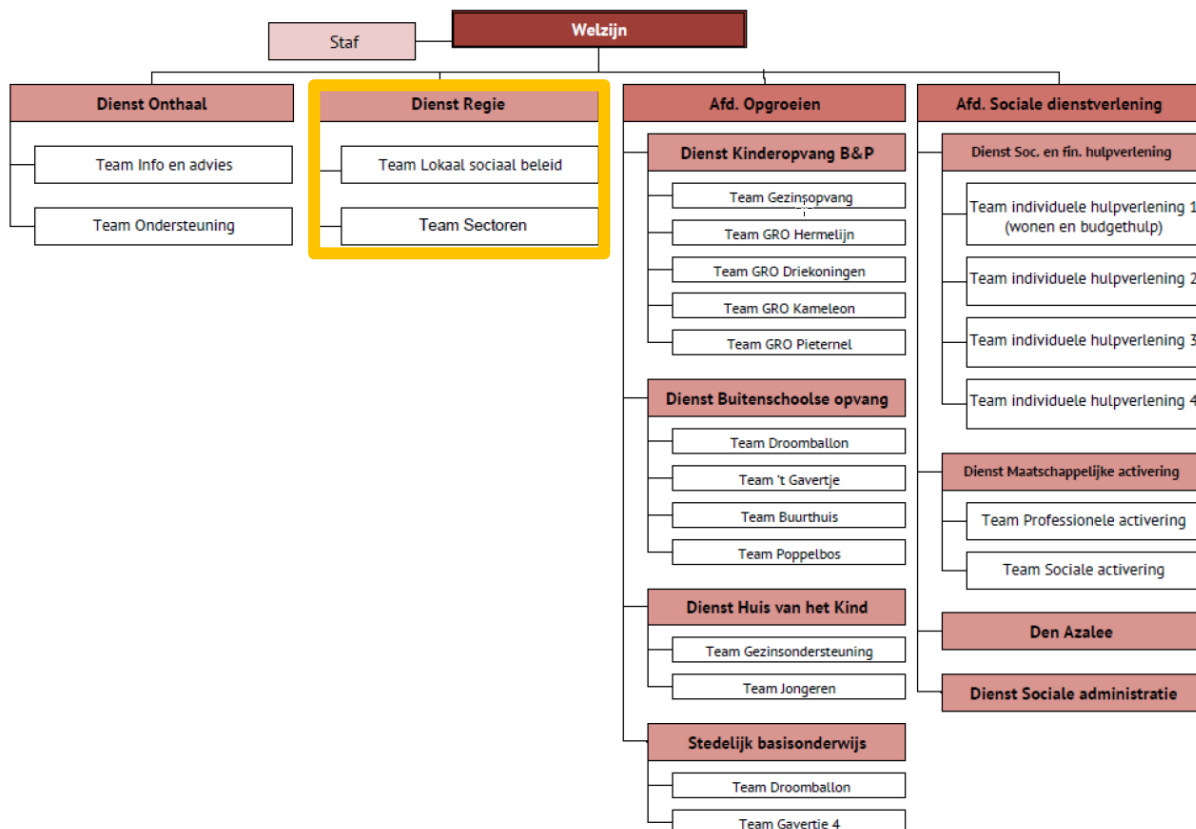 Welzijn
Staf
Dienst Onthaal
Team Info en advies
Team Ondersteuning
Dienst Regie
Team Lokaal sociaal beleid
Team Sectoren
Afd. Opgroeien
Dienst Kinderopvang B&P
Team Gezinsopvang
Team GRO Hermelijn
Team GRO Driekoningen
Team GRO Kameleon
Team GRO Pieternel
Dienst Buitenschoolse opvang
Team Droomballon
Team 't Gavertje
Team Buurthuis
Team Poppelbos
Dienst Huis van het Kind
Team Gezinsondersteuning
Team Jongeren
Stedelijk basisonderwijs
Team Droomballon
Team Gavertje 4
Afd. Sociale dienstverlening
Dienst Soc. en fin. hulpverlening
Team individuele hulpverlening 1
(wonen en budgethulp)
Team individuele hulpverlening 2
Team individuele hulpverlening 3
Team individuele hulpverlening 4
Dienst Maatschappelijke activering
Team Professionele activering
Team Sociale activering
Den Azalee
Dienst Sociale administratie